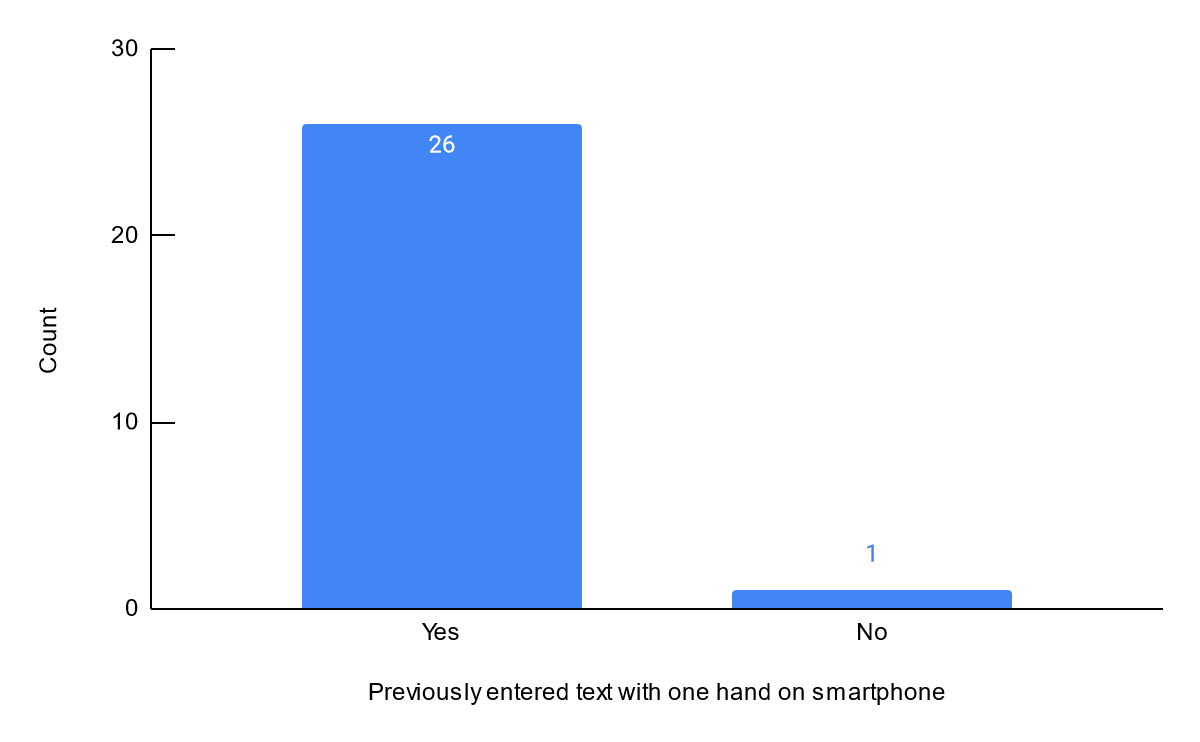 30
26
20
Count
10
1
0
Yes
No
Previously entered text with one hand on smartphone